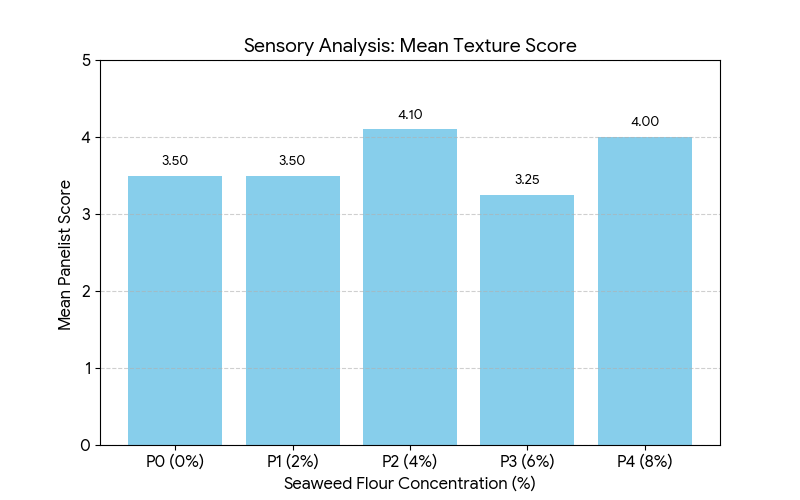 Sensory Analysis: Mean Texture Score
Mean Panelist Score
5
4
3
2
1
0
3.50
3.50
4.10
3.25
4.00
P0 (0%)
P1 (2%)
P2 (4%)
P3 (6%)
P4 (8%)
Seaweed Flour Concentration (%)